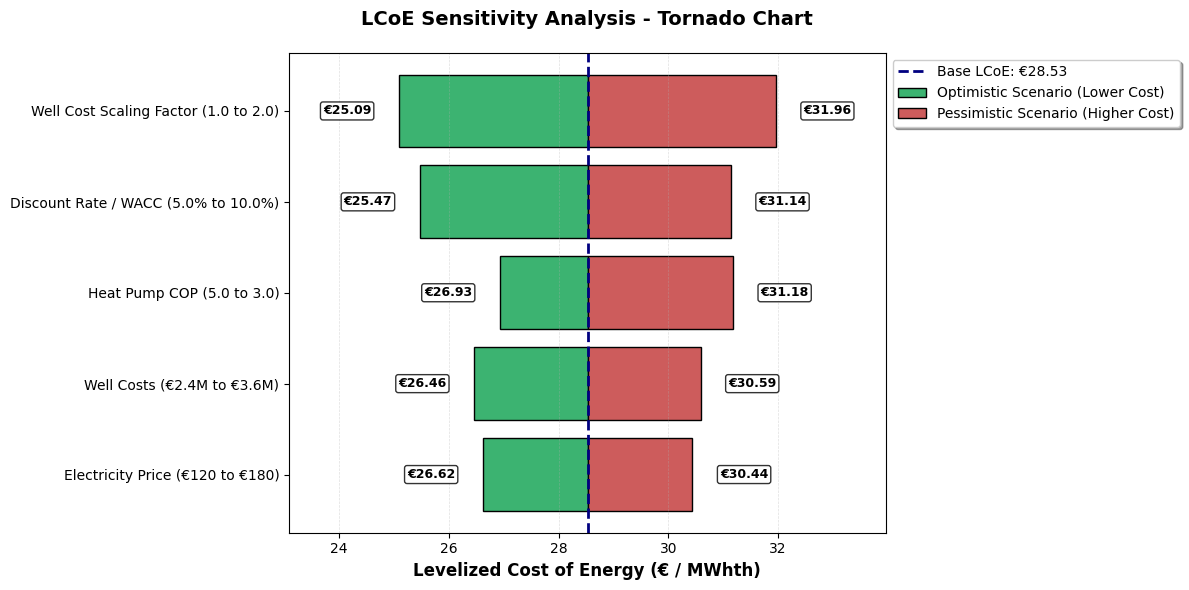 LCoE Sensitivity Analysis - Tornado Chart
Base LCoE: €28.53
Optimistic Scenario (Lower Cost)
Pessimistic Scenario (Higher Cost)
Well Cost Scaling Factor (1.0 to 2.0)
€25.09
€31.96
Discount Rate / WACC (5.0% to 10.0%)
€25.47
€31.14
Heat Pump COP (5.0 to 3.0)
€26.93
€31.18
Well Costs (€2.4M to €3.6M)
€26.46
€30.59
Electricity Price (€120 to €180)
€26.62
€30.44
24 26 28 30 32
Levelized Cost of Energy (€ / MWhth)